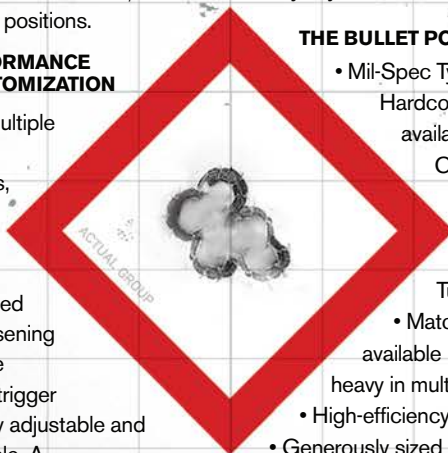 positions.
ORMANCE
TOMIZATION
ultiple
ed
sening
trigger
adjustable and
THE BULLET PO
• Mil-Spec Ty
Hardco
availa
ACTUAL GROUP
• Matc
available
heavy in mult
• High-efficiency
• Generously sized